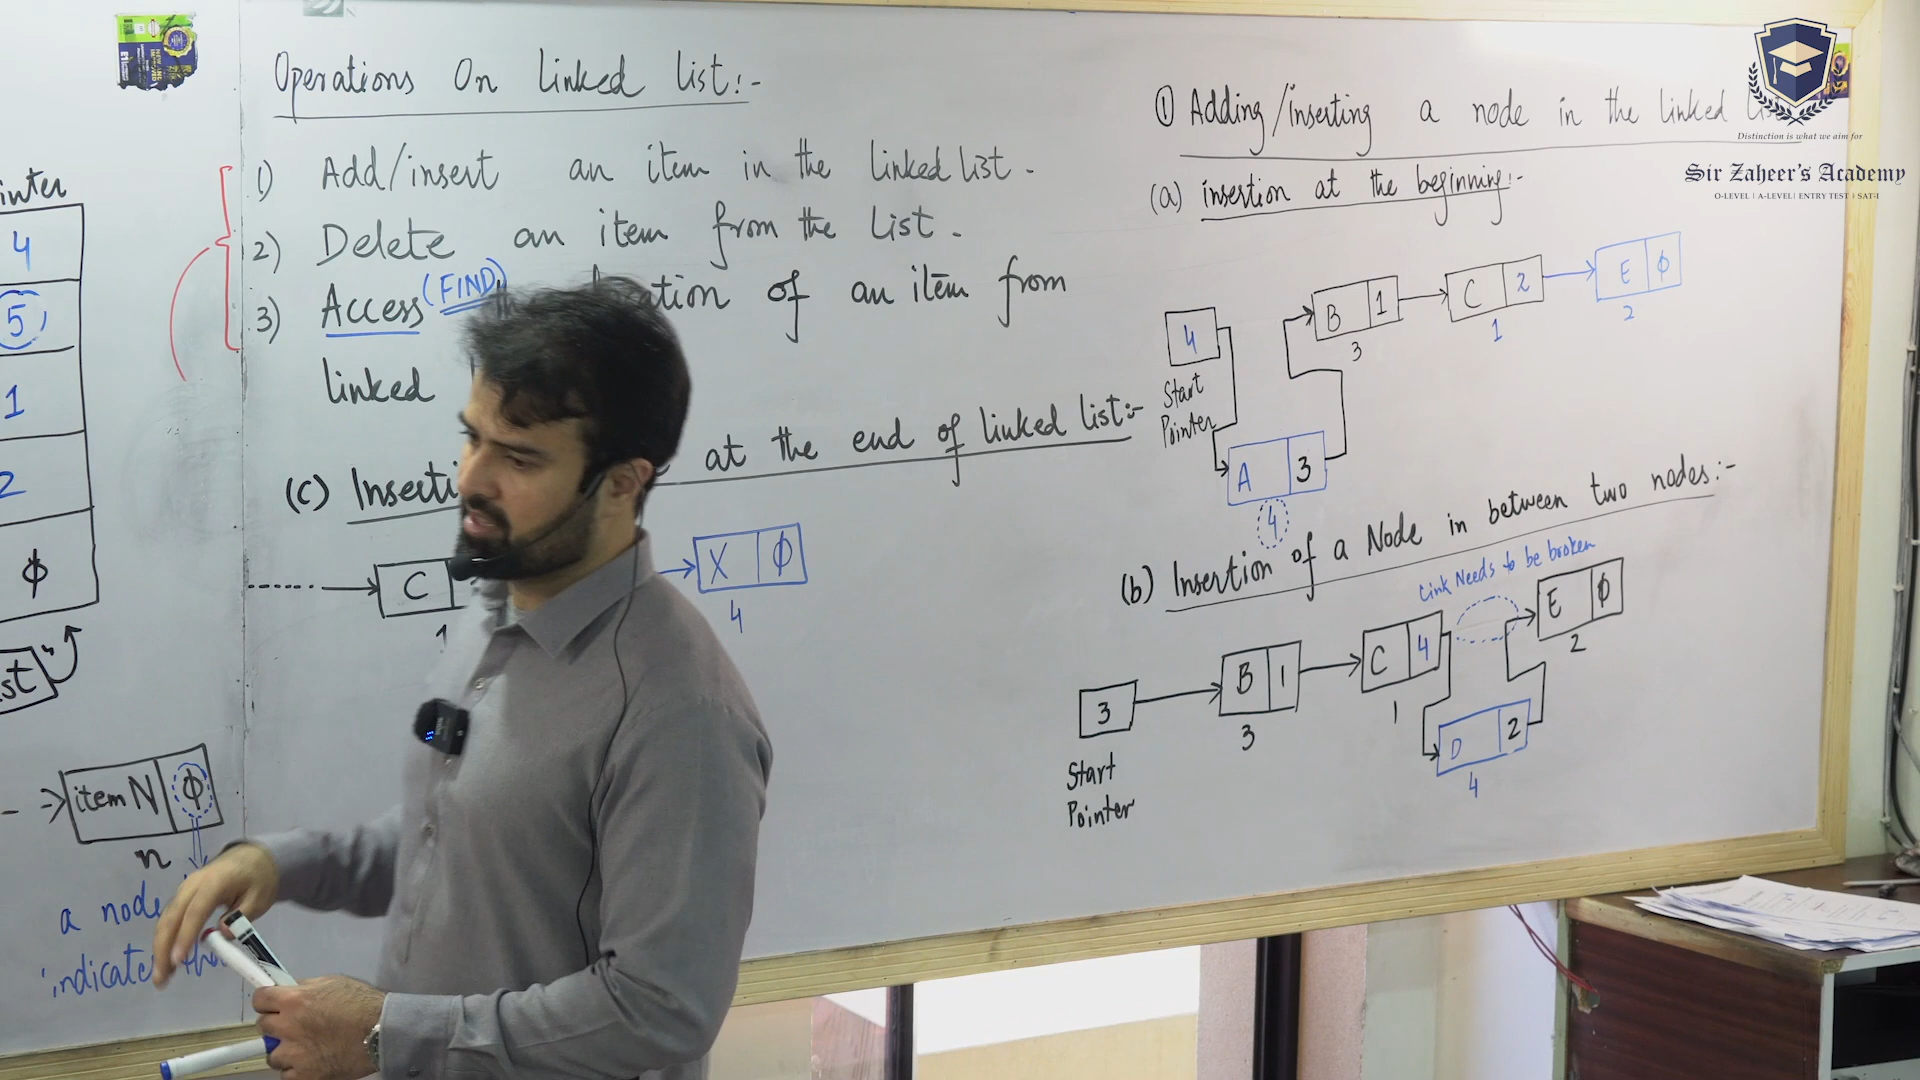 Operations On linked list:-
1) Add/insert an item in the linked list.
2) Delete an item from the list.
3) Access (FIND) of an item from
linked
(C) at the end of linked list:-
C
1
X φ
4
① Adding/inserting a node in the linked
(a) insertion at the beginning:-
4
Start
Pointer
A 3
4
B 1
3
C 2
1
E φ
2
(b) Insertion of a Node in between two nodes:-
Link Needs to be broken
3
Start
Pointer
B 1
3
C 4
1
D 2
4
E φ
2
4
5
1
2
φ
item N φ
n
a node
Distinction is what we aim for
Sir Zaheer's Academy
O-LEVEL | A-LEVEL | ENTRY TEST | SAT-I